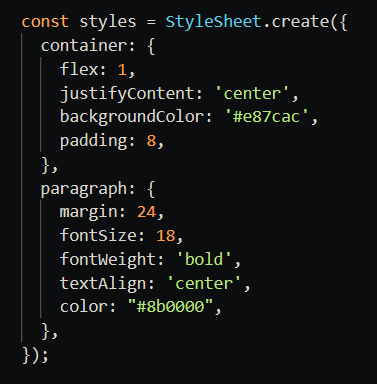 const styles = StyleSheet.create({
  container: {
    flex: 1,
    justifyContent: 'center',
    backgroundColor: '#e87cac',
    padding: 8,
  },
  paragraph: {
    margin: 24,
    fontSize: 18,
    fontWeight: 'bold',
    textAlign: 'center',
    color: "#8b0000",
  },
});